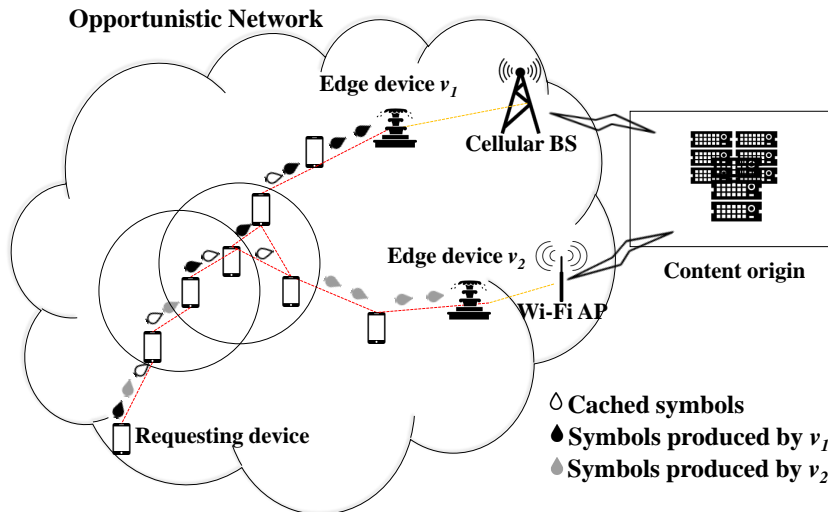 Opportunistic Network
Edge device v1
Cellular BS
Edge device v2
Content origin
Wi-Fi AP
Requesting device
Cached symbols
Symbols produced by v1
Symbols produced by v2